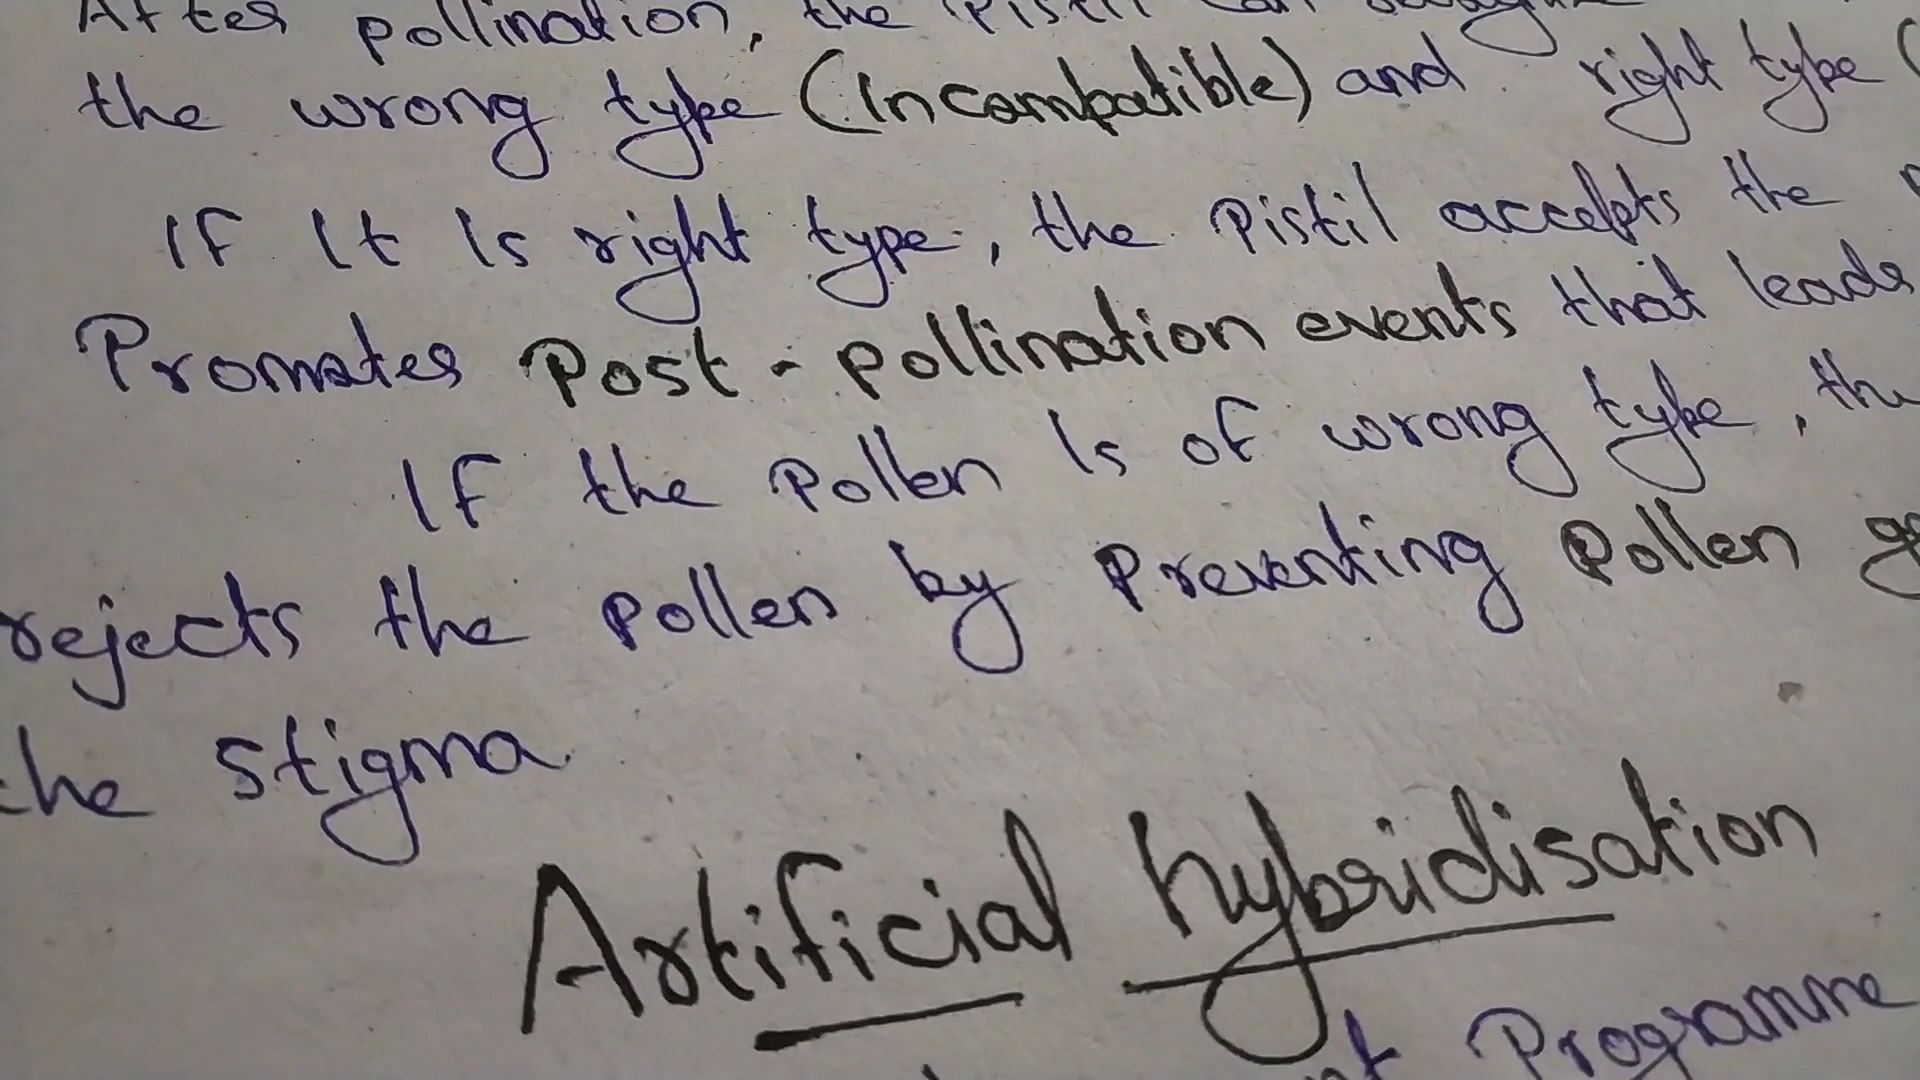 After pollination, the Pistil can
the wrong type (Incompatible) and right type (
IF It Is right type, the Pistil accepts the
Promotes Post-pollination events that leads
If the Pollen Is of wrong type, the
rejects the pollen by Preventing Pollen
the stigma
Artificial hybridisation
Programme